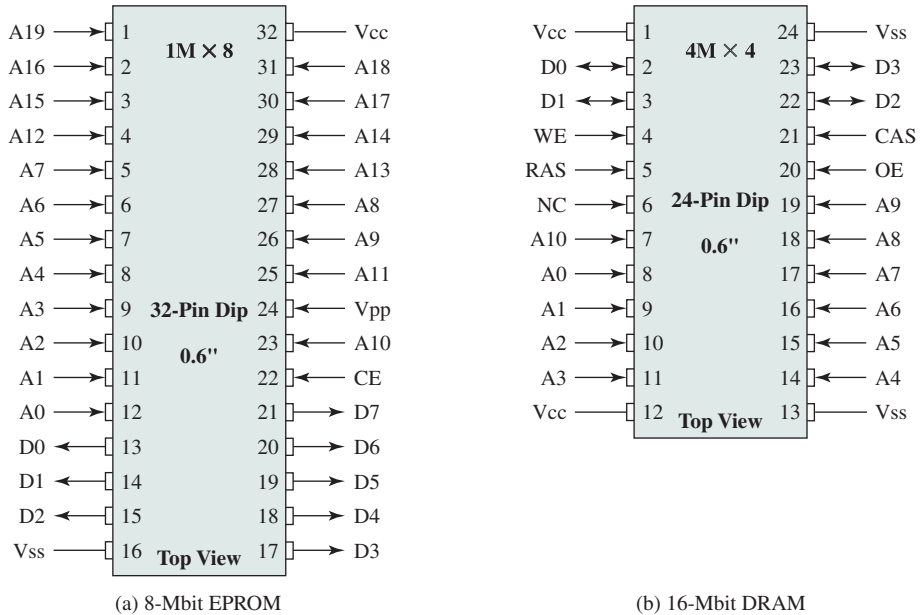 A19 1 1M × 8 32 Vcc
A16 2 31 A18
A15 3 30 A17
A12 4 29 A14
A7 5 28 A13
A6 6 27 A8
A5 7 26 A9
A4 8 25 A11
A3 9 32-Pin Dip 24 Vpp
A2 10 0.6" 23 A10
A1 11 22 CE
A0 12 21 D7
D0 13 20 D6
D1 14 19 D5
D2 15 18 D4
Vss 16 Top View 17 D3
(a) 8-Mbit EPROM
Vcc 1 4M × 4 24 Vss
D0 2 23 D3
D1 3 22 D2
WE 4 21 CAS
RAS 5 20 OE
NC 6 24-Pin Dip 19 A9
A10 7 0.6" 18 A8
A0 8 17 A7
A1 9 16 A6
A2 10 15 A5
A3 11 14 A4
Vcc 12 Top View 13 Vss
(b) 16-Mbit DRAM